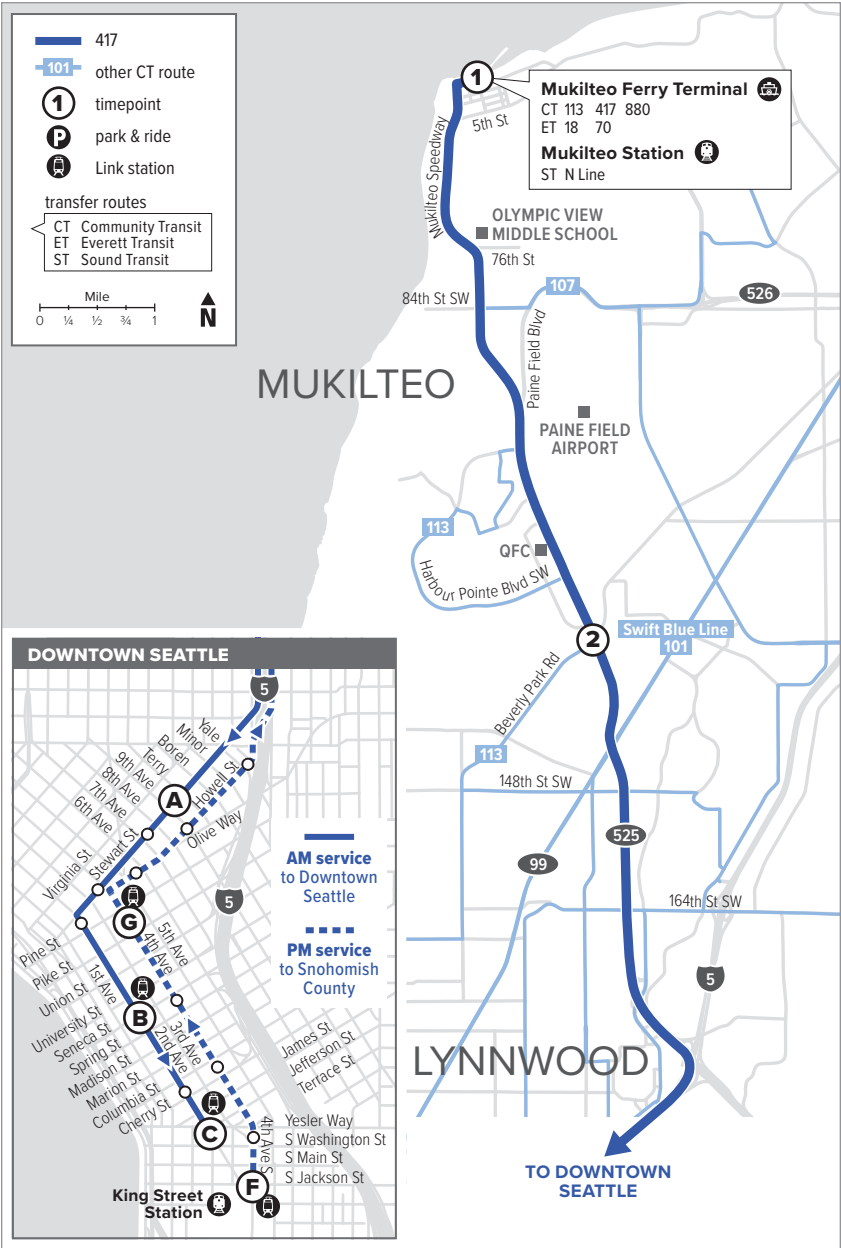 417
101
other CT route
1
timepoint
P
park & ride
Link station
transfer routes
CT Community Transit
ET Everett Transit
ST Sound Transit
Mile
0 ¼ ½ ¾ 1
N
1
Mukilteo Ferry Terminal
CT 113 417 880
ET 18 70
Mukilteo Station
ST N Line
5th St
Mukilteo Speedway
OLYMPIC VIEW
MIDDLE SCHOOL
76th St
107
526
84th St SW
Paine Field Blvd
MUKILTEO
PAINE FIELD
AIRPORT
113
QFC
Harbour Pointe Blvd SW
2
Swift Blue Line
101
Beverly Park Rd
113
148th St SW
525
99
164th St SW
5
LYNNWOOD
TO DOWNTOWN
SEATTLE
DOWNTOWN SEATTLE
5
Yale
Minor
Boren
Terry
9th Ave
8th Ave
7th Ave
6th Ave
A
Howell St
Olive Way
Stewart St
Virginia St
AM service
to Downtown
Seattle
5
G
5th Ave
4th Ave
PM service
to Snohomish
County
Pine St
Pike St
Union St
University St
Seneca St
Spring St
Madison St
Marion St
Columbia St
Cherry St
1st Ave
B
2nd Ave
3rd Ave
James St
Jefferson St
Terrace St
C
4th Ave S
Yesler Way
S Washington St
S Main St
S Jackson St
F
King Street
Station